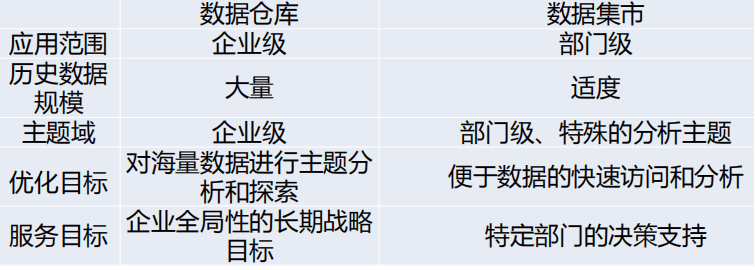 数据仓库 数据集市
应用范围 企业级 部门级
历史数据
规模 大量 适度
主题域 企业级 部门级、特殊的分析主题
优化目标 对海量数据进行主题分
析和探索 便于数据的快速访问和分析
服务目标 企业全局性的长期战略
目标 特定部门的决策支持